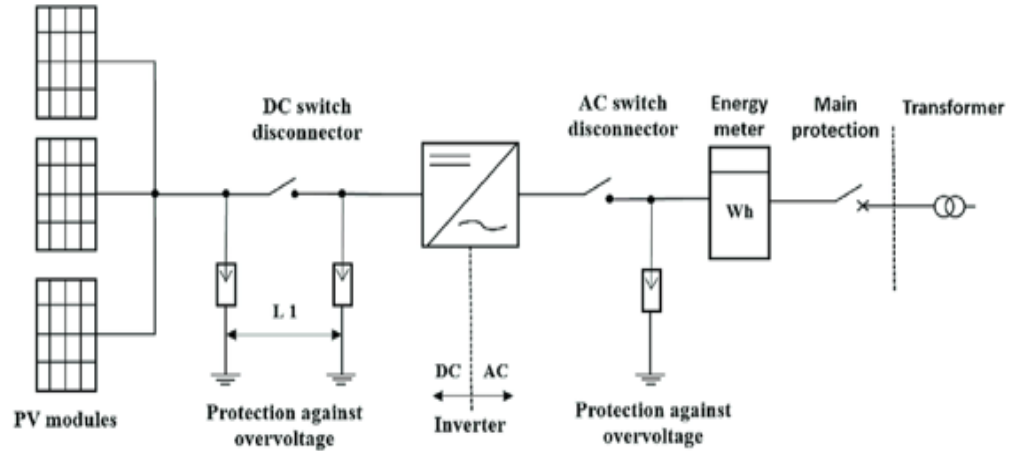 DC switch
disconnector
AC switch
disconnector
Energy
meter
Main
protection
Transformer
Wh
L 1
DC
AC
PV modules
Protection against
overvoltage
Inverter
Protection against
overvoltage